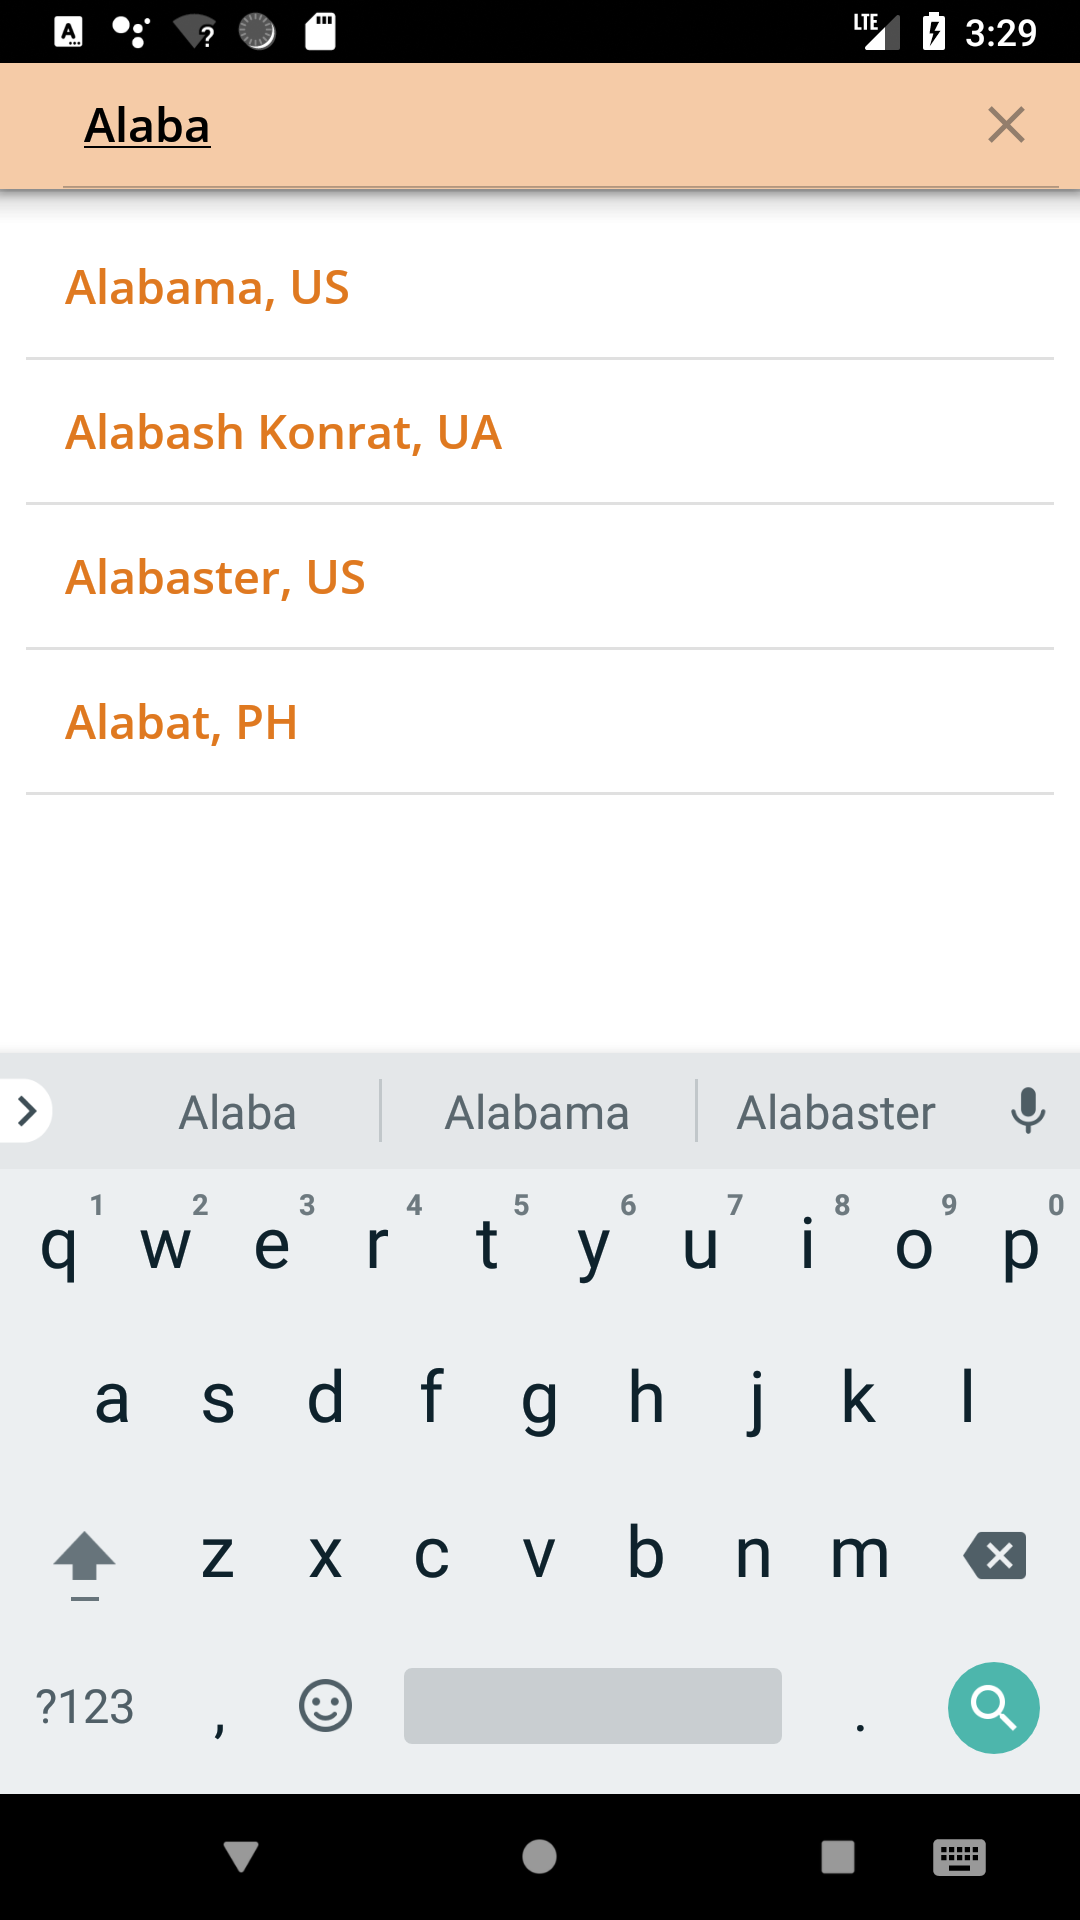 LTE 3:29
Alaba
Alabama, US
Alabash Konrat, UA
Alabaster, US
Alabat, PH
Alaba Alabama Alabaster
1 2 3 4 5 6 7 8 9 0
q w e r t y u i o p
a s d f g h j k l
z x c v b n m
?123 , .